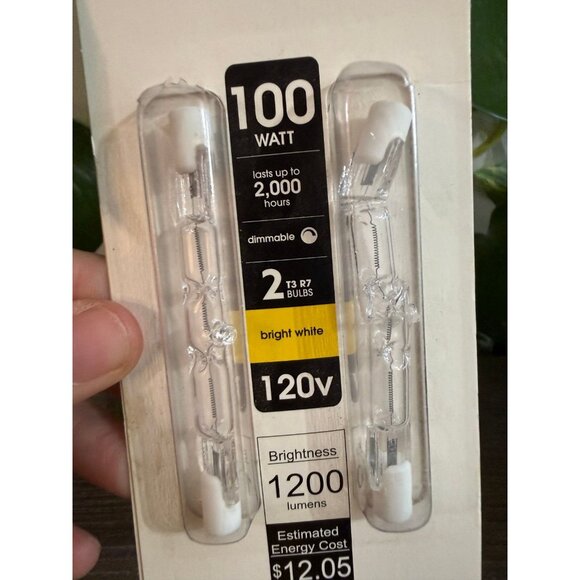 100
WATT
lasts up to
2,000
hours
dimmable
2 T3 R7
BULBS
bright white
120v
Brightness
1200
lumens
Estimated
Energy Cost
$12.05